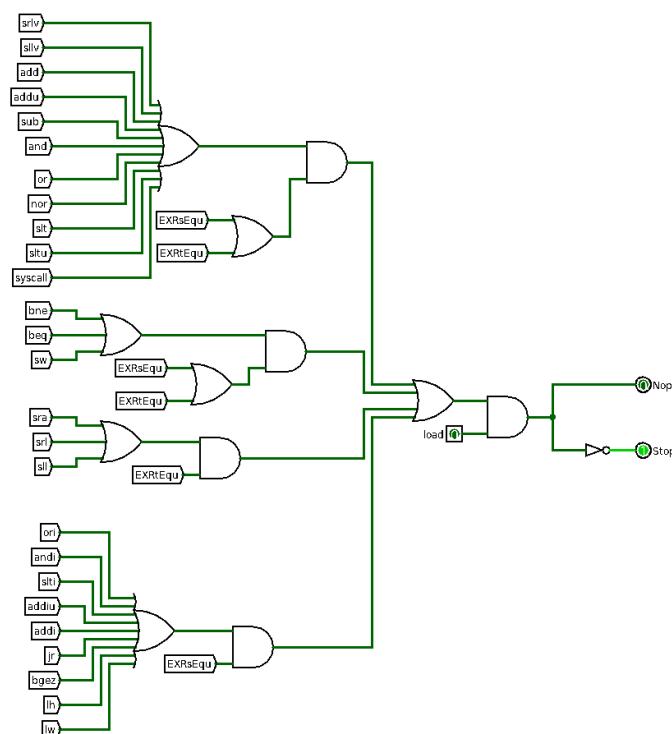 srlv
sllv
add
addu
sub
and
or
nor
slt
sltu
syscall
EXRsEqu
EXRtEqu
bne
beq
sw
EXRsEqu
EXRtEqu
sra
srl
sll
EXRtEqu
load
Nop
Stop
ori
andi
slti
addiu
addi
jr
bgez
lh
lw
EXRsEqu